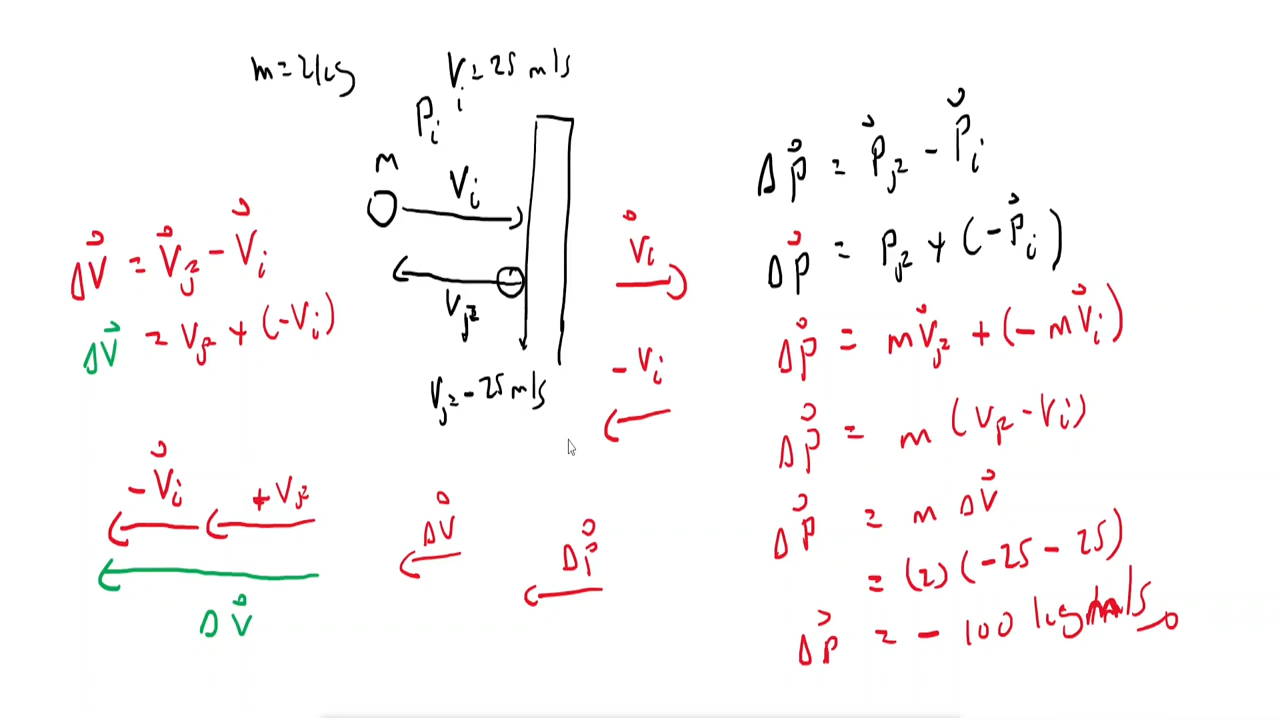 m = 2 kg
Vi = 25 m/s
Pi
m
Vi
Vf
Vf = -25 m/s
ΔV = Vf - Vi
ΔV = Vf + (-Vi)
Vi
-Vi
-Vi
+Vf
ΔV
ΔV
ΔP
ΔP = Pf - Pi
ΔP = Pf + (-Pi)
ΔP = mVf + (-mVi)
ΔP = m (Vf - Vi)
ΔP = m ΔV
= (2) (-25 - 25)
ΔP = -100 kg m/s